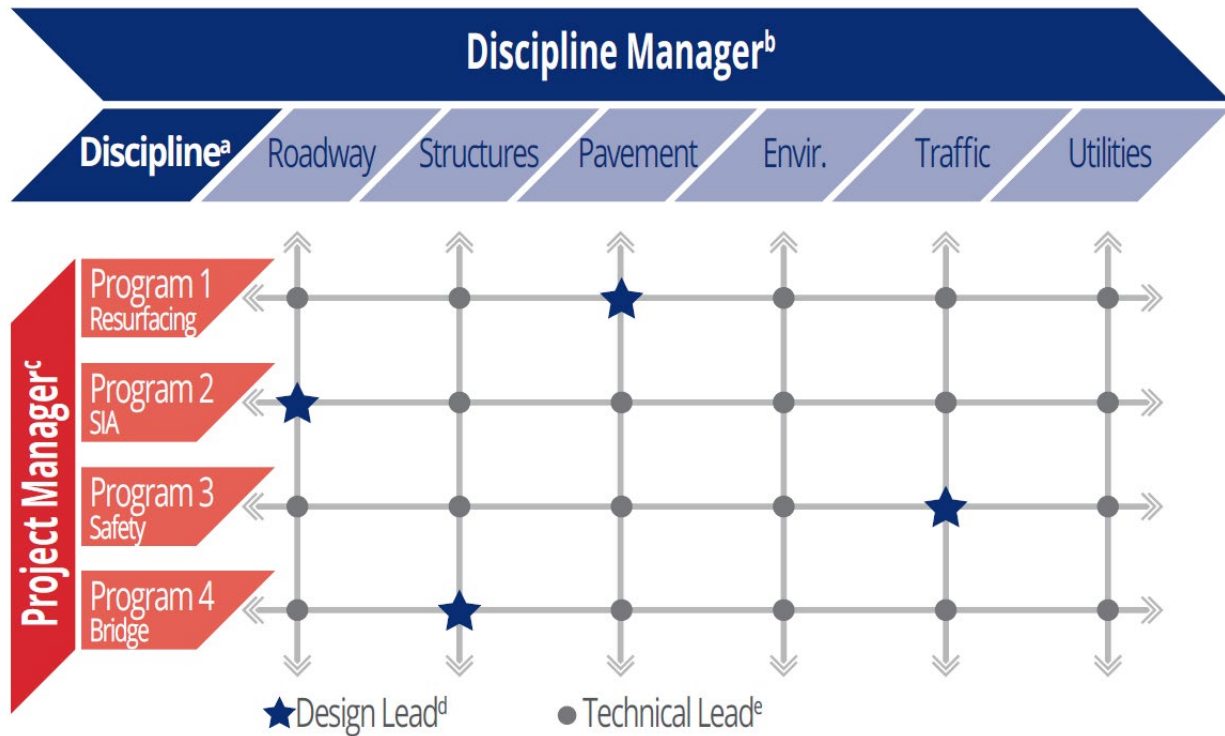 Discipline Managerᵇ
Disciplineᵃ Roadway Structures Pavement Envir. Traffic Utilities
Project Managerᶜ
Program 1
Resurfacing
Program 2
SIA
Program 3
Safety
Program 4
Bridge
Design Leadᵈ Technical Leadᵉ